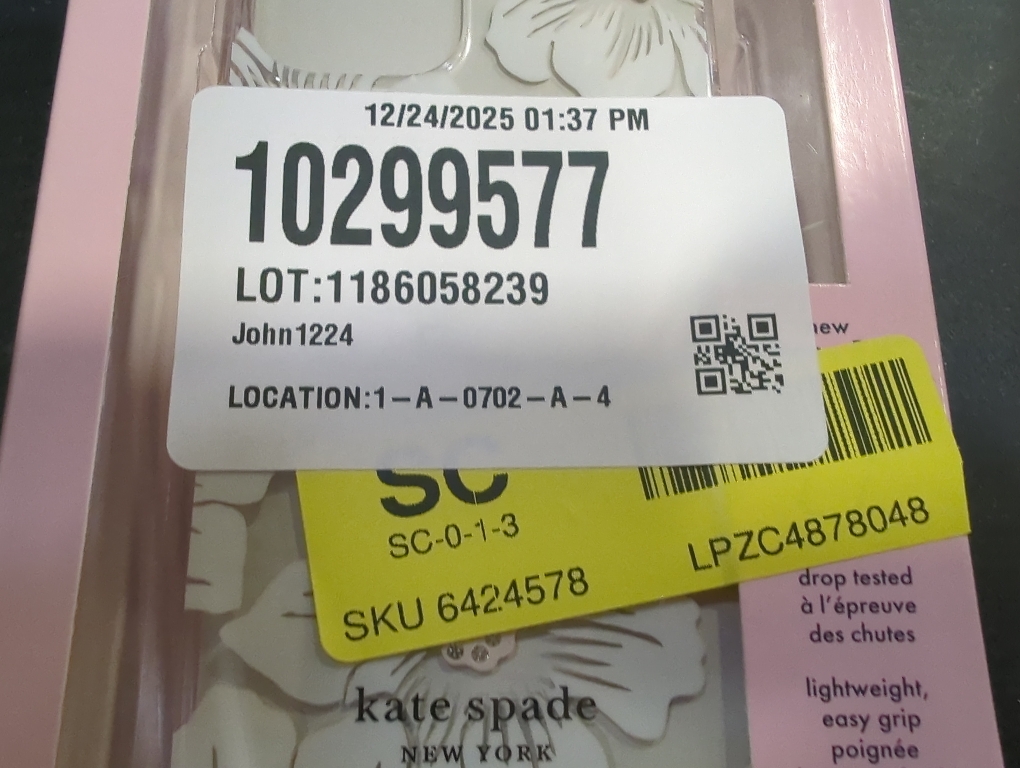 12/24/2025 01:37 PM
10299577
LOT:1186058239
John1224
LOCATION:1-A-0702-A-4
new
SC
SC-0-1-3
LPZC4878048
SKU 6424578
drop tested
à l'épreuve
des chutes
lightweight,
easy grip
poignée
kate spade
NEW YORK